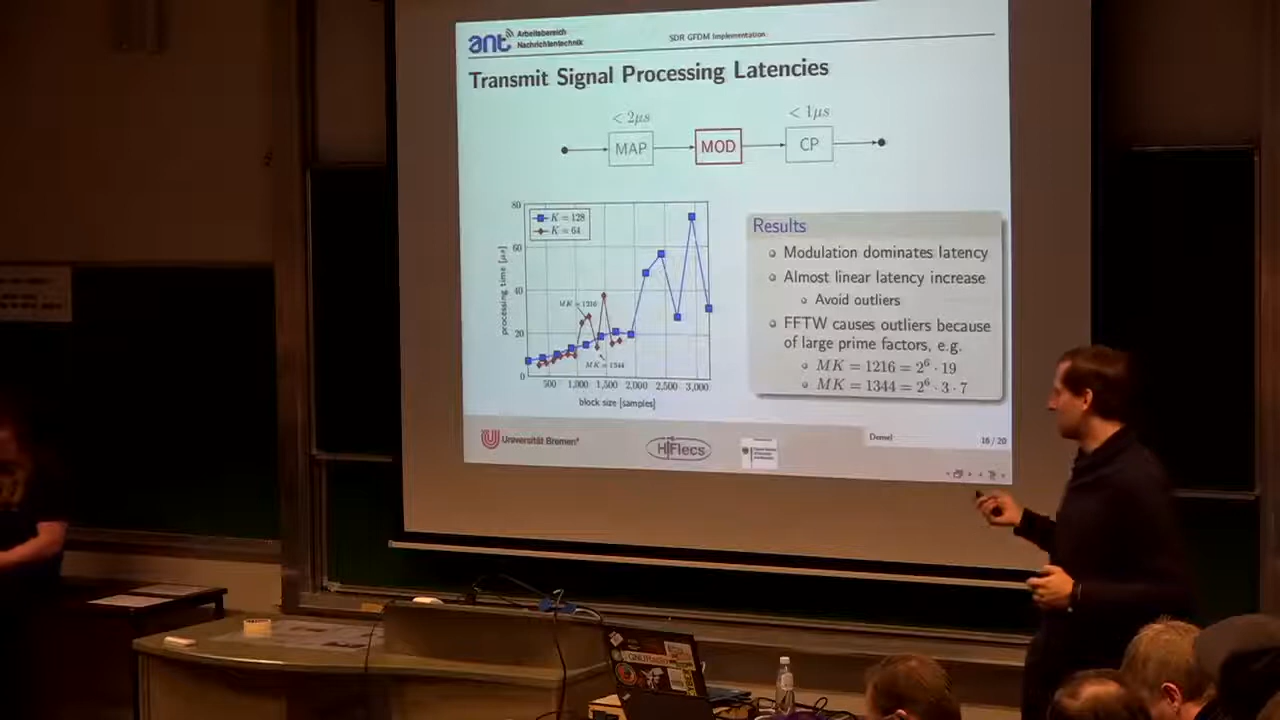 ant Arbeitsbereich
Nachrichtentechnik
SDR GFDM Implementation
Transmit Signal Processing Latencies
< 2μs
< 1μs
MAP
MOD
CP
80
60
40
20
0
K = 128
K = 64
MK = 1216
MK = 1344
processing time [μs]
500 1,000 1,500 2,000 2,500 3,000
block size [samples]
Results
Modulation dominates latency
Almost linear latency increase
Avoid outliers
FFTW causes outliers because
of large prime factors, e.g.
MK = 1216 = 2⁶ · 19
MK = 1344 = 2⁶ · 3 · 7
Universität Bremen
HiFlecs
Demel
16 / 20
GNURadio